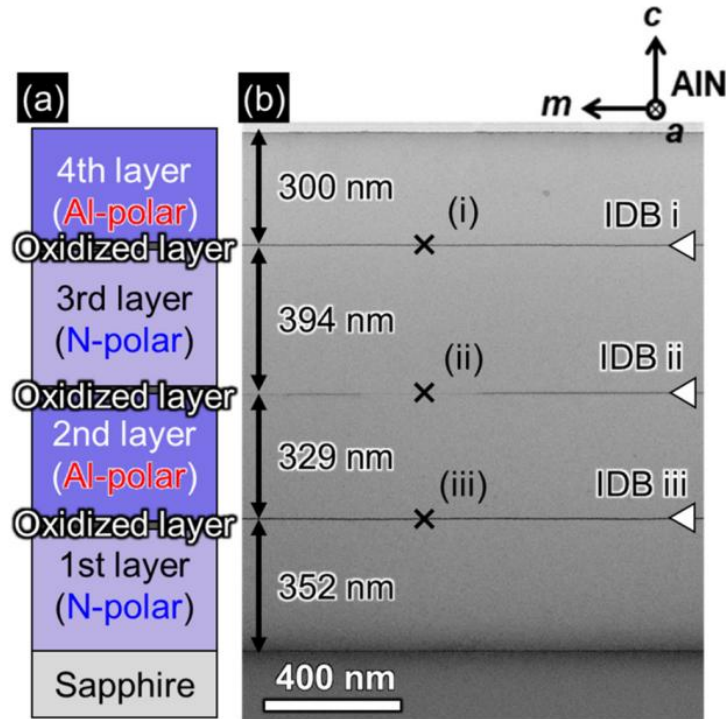 (a)
4th layer
(Al-polar)
Oxidized layer
3rd layer
(N-polar)
Oxidized layer
2nd layer
(Al-polar)
Oxidized layer
1st layer
(N-polar)
Sapphire
(b)
c
AlN
m
a
300 nm
(i)
IDB i
394 nm
(ii)
IDB ii
329 nm
(iii)
IDB iii
352 nm
400 nm